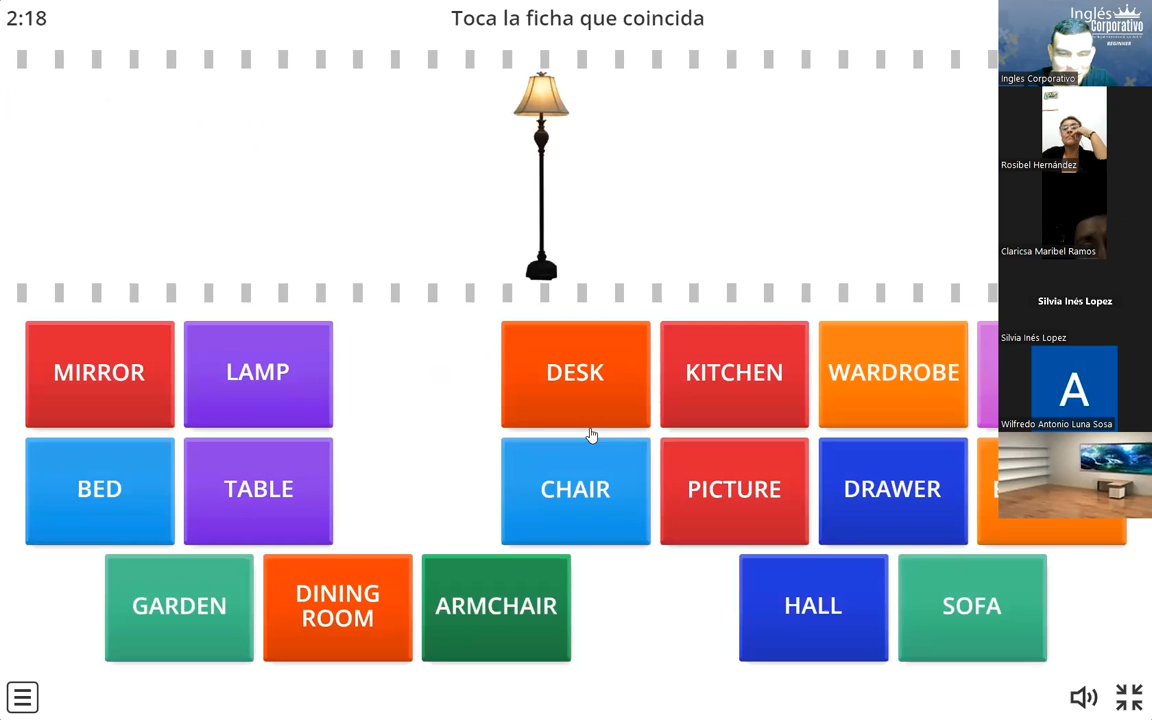 2:18
Toca la ficha que coincida
Inglés
Corporativo
BEGINNER
Ingles Corporativo
Rosibel Hernández
Claricsa Maribel Ramos
Silvia Inés Lopez
Silvia Inés Lopez
A
Wilfredo Antonio Luna Sosa
MIRROR
LAMP
DESK
KITCHEN
WARDROBE
BED
TABLE
CHAIR
PICTURE
DRAWER
GARDEN
DINING
ROOM
ARMCHAIR
HALL
SOFA